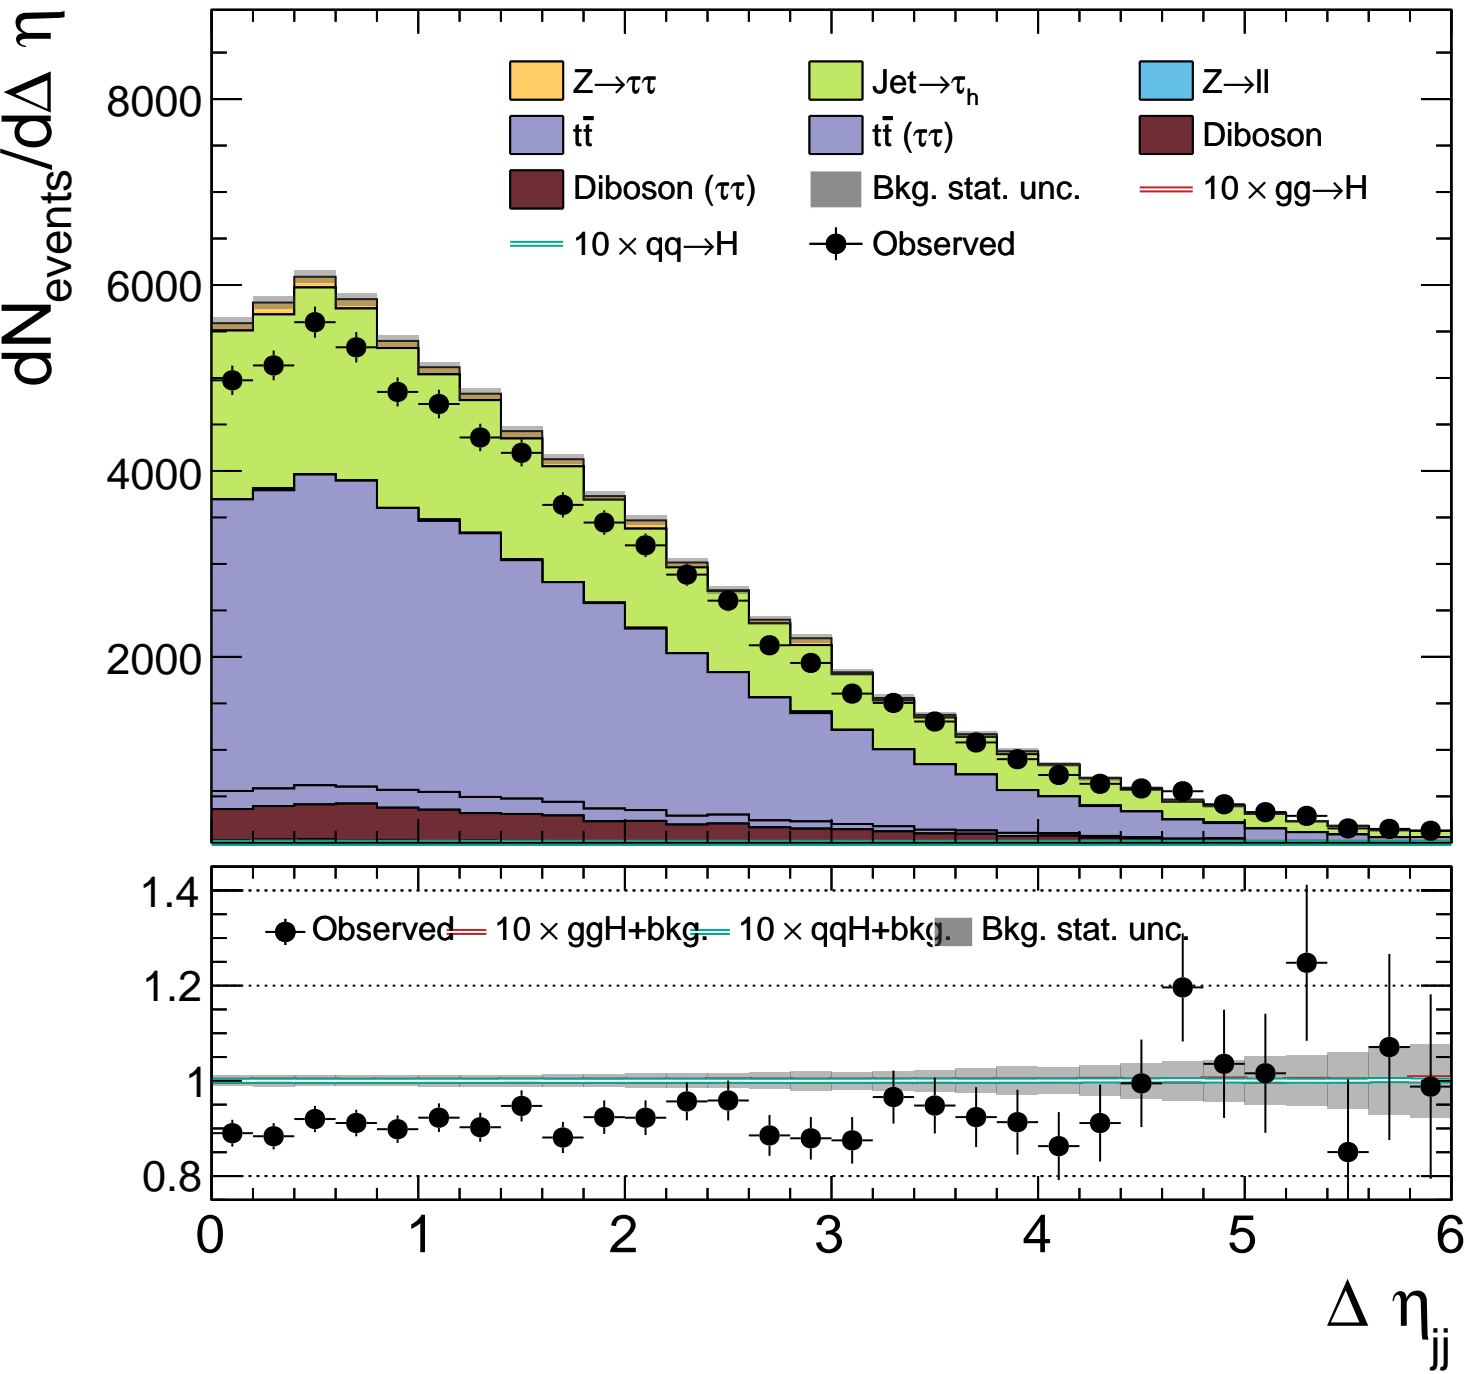 dN_events/dΔ η
8000
6000
4000
2000
Z→ττ Jet→τ_h Z→ll
tt̄ tt̄ (ττ) Diboson
Diboson (ττ) Bkg. stat. unc. 10 × gg→H
10 × qq→H Observed
1.4
1.2
1
0.8
Observed 10 × ggH+bkg. 10 × qqH+bkg. Bkg. stat. unc.
0 1 2 3 4 5 6
Δ η_jj